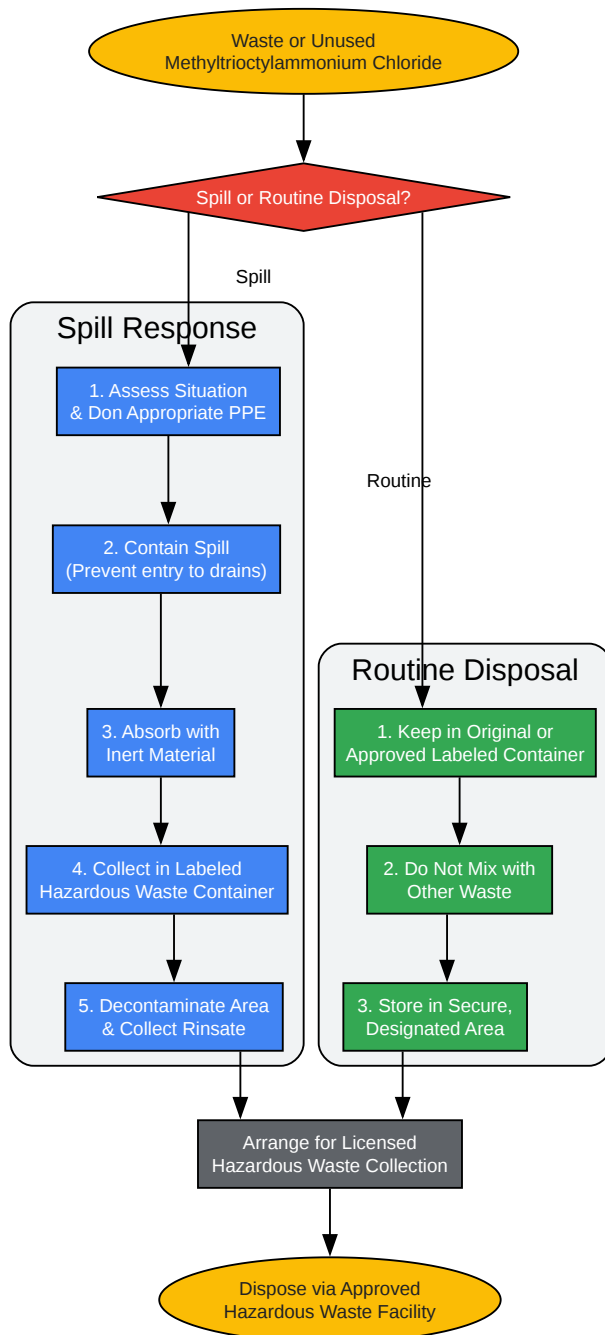 Waste or Unused
Methyltrioctylammonium Chloride
Spill or Routine Disposal?
Spill
Spill Response
1. Assess Situation
& Don Appropriate PPE
2. Contain Spill
(Prevent entry to drains)
3. Absorb with
Inert Material
4. Collect in Labeled
Hazardous Waste Container
5. Decontaminate Area
& Collect Rinsate
Routine
Routine Disposal
1. Keep in Original or
Approved Labeled Container
2. Do Not Mix with
Other Waste
3. Store in Secure,
Designated Area
Arrange for Licensed
Hazardous Waste Collection
Dispose via Approved
Hazardous Waste Facility